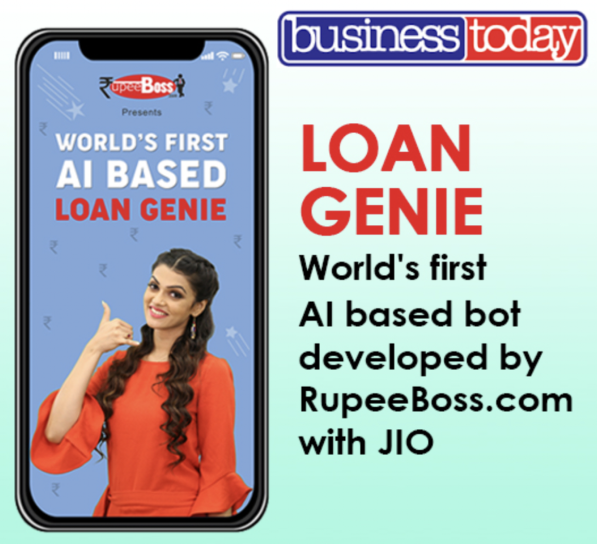 business today
RupeeBoss
.com
Presents
WORLD'S FIRST
AI BASED
LOAN GENIE
LOAN
GENIE
World's first
AI based bot
developed by
RupeeBoss.com
with JIO